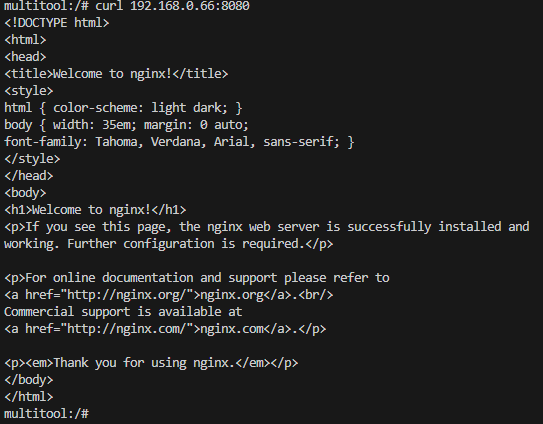 multitool:/# curl 192.168.0.66:8080
<!DOCTYPE html>
<html>
<head>
<title>Welcome to nginx!</title>
<style>
html { color-scheme: light dark; }
body { width: 35em; margin: 0 auto;
font-family: Tahoma, Verdana, Arial, sans-serif; }
</style>
</head>
<body>
<h1>Welcome to nginx!</h1>
<p>If you see this page, the nginx web server is successfully installed and
working. Further configuration is required.</p>

<p>For online documentation and support please refer to
<a href="http://nginx.org/">nginx.org</a>.<br/>
Commercial support is available at
<a href="http://nginx.com/">nginx.com</a>.</p>

<p><em>Thank you for using nginx.</em></p>
</body>
</html>
multitool:/#